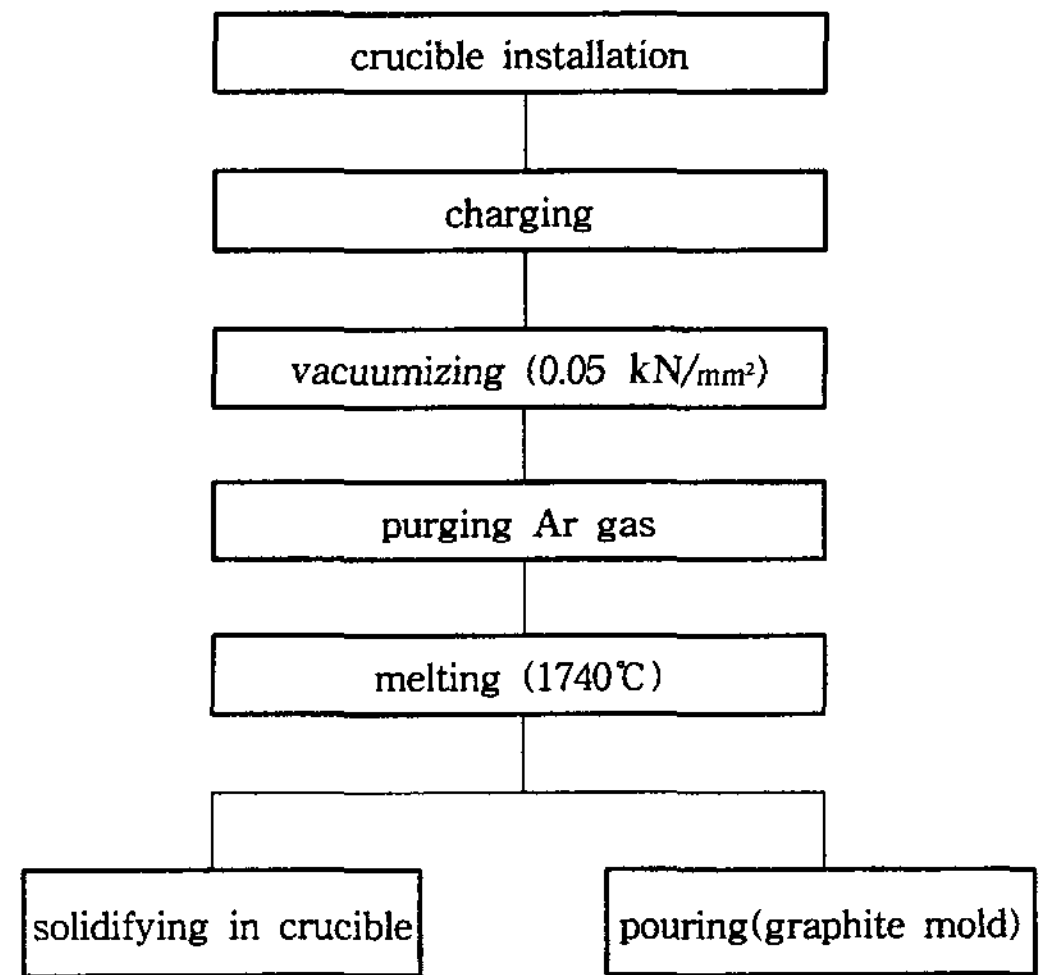 crucible installation
charging
vacuumizing (0.05 kN/mm²)
purging Ar gas
melting (1740℃)
solidifying in crucible
pouring(graphite mold)